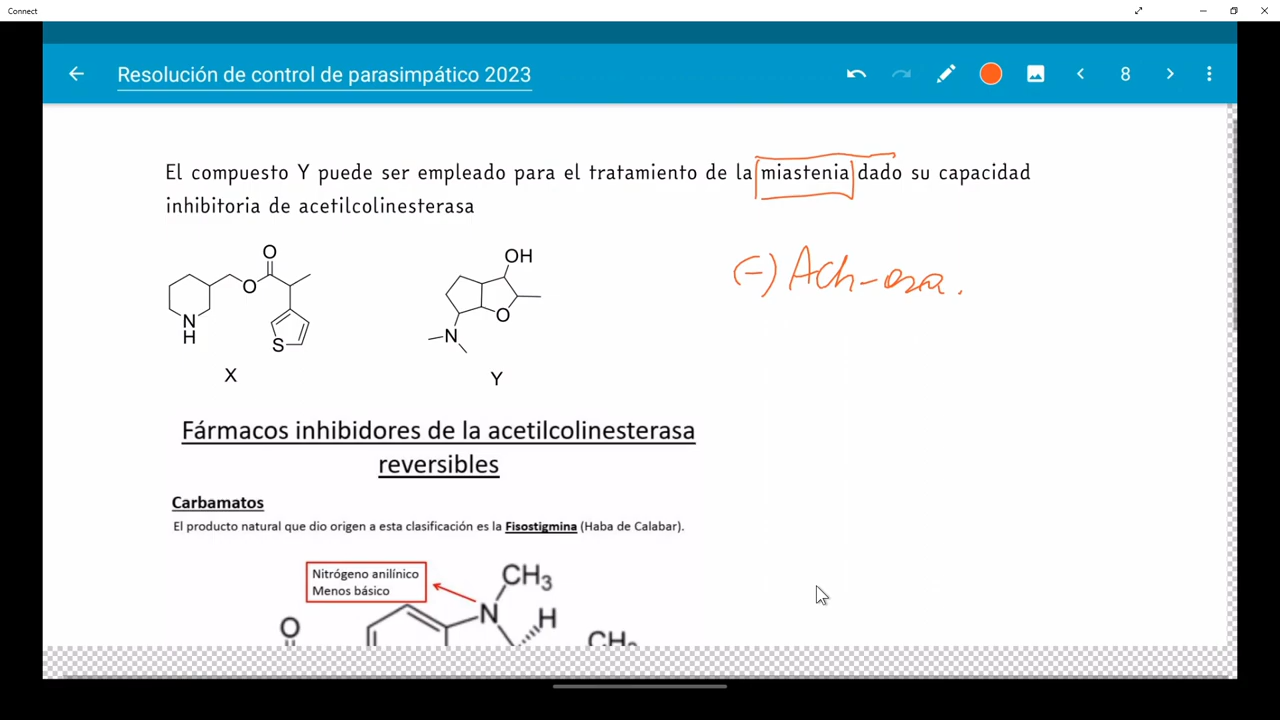 Connect
Resolución de control de parasimpático 2023
8
El compuesto Y puede ser empleado para el tratamiento de la miastenia dado su capacidad
inhibitoria de acetilcolinesterasa
(-) Ach-asa.
O
O
N
H
S
X
OH
O
N
Y
Fármacos inhibidores de la acetilcolinesterasa
reversibles
Carbamatos
El producto natural que dio origen a esta clasificación es la Fisostigmina (Haba de Calabar).
Nitrógeno anilínico
Menos básico
CH3
N
H
O
CH3